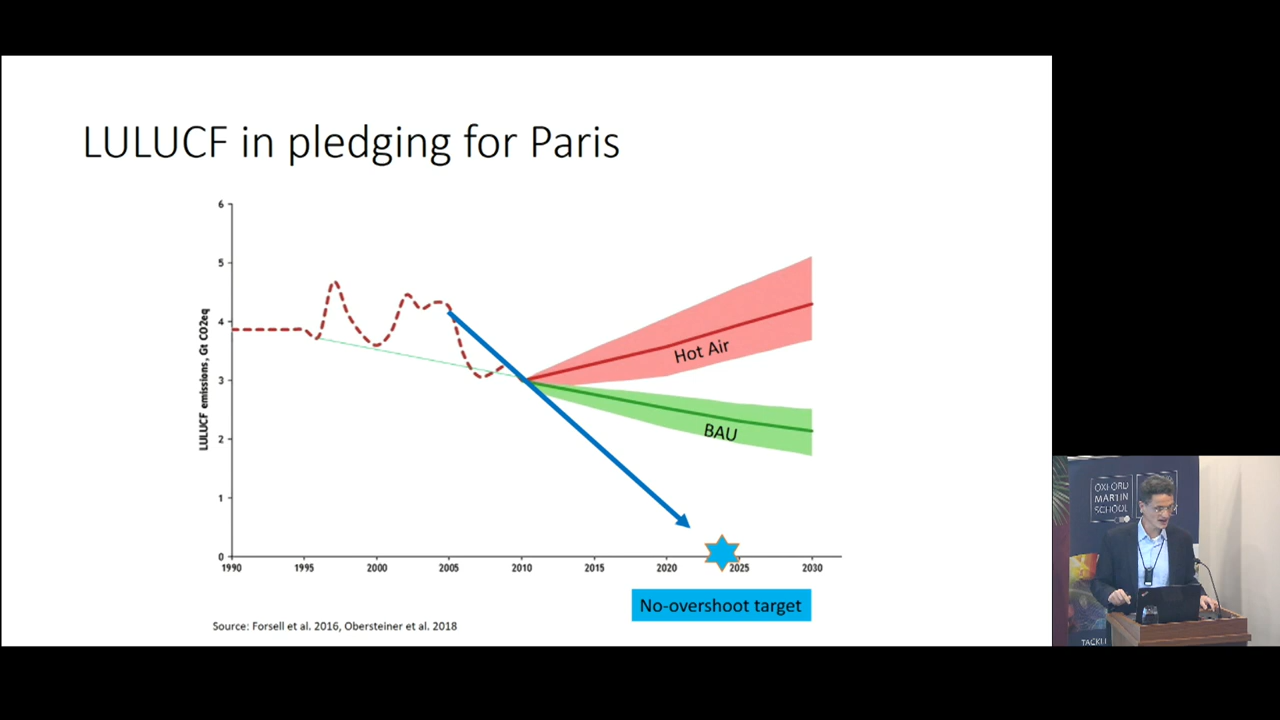 LULUCF in pledging for Paris
6
5
4
3
2
1
0
LULUCF emissions, Gt CO2eq
1990
1995
2000
2005
2010
2015
2020
2025
2030
Hot Air
BAU
No-overshoot target
Source: Forsell et al. 2016, Obersteiner et al. 2018
OXFORD
MARTIN
SCHOOL
TACKLI